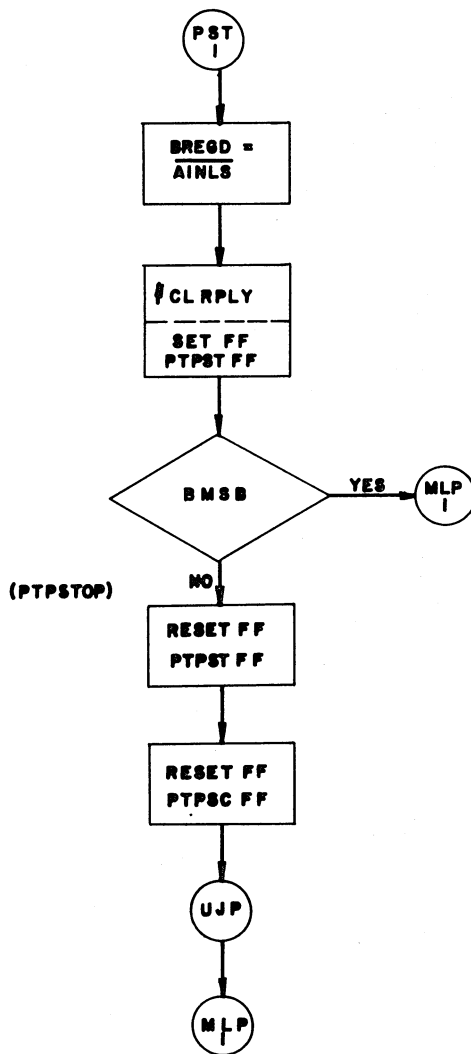 PST
1
BREGD =
AINLS
CLRPLY
SET FF
PTPST FF
BMSB
YES
MLP
1
NO
(PTPSTOP)
RESET FF
PTPST FF
RESET FF
PTPSC FF
UJP
MLP
1